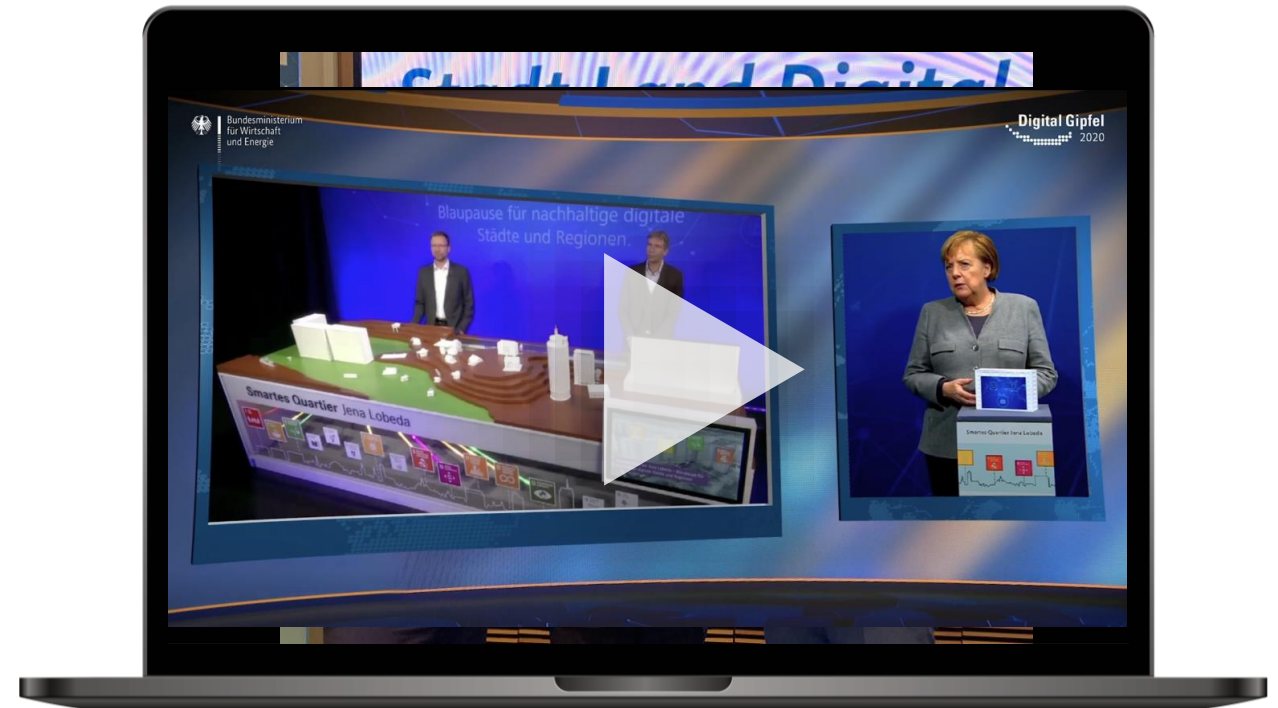 Stadt.Land.Digital
Bundesministerium
für Wirtschaft
und Energie
Digital Gipfel
2020
Blaupause für nachhaltige digitale
Städte und Regionen.
Smartes Quartier Jena Lobeda
Smartes Quartier Jena Lobeda